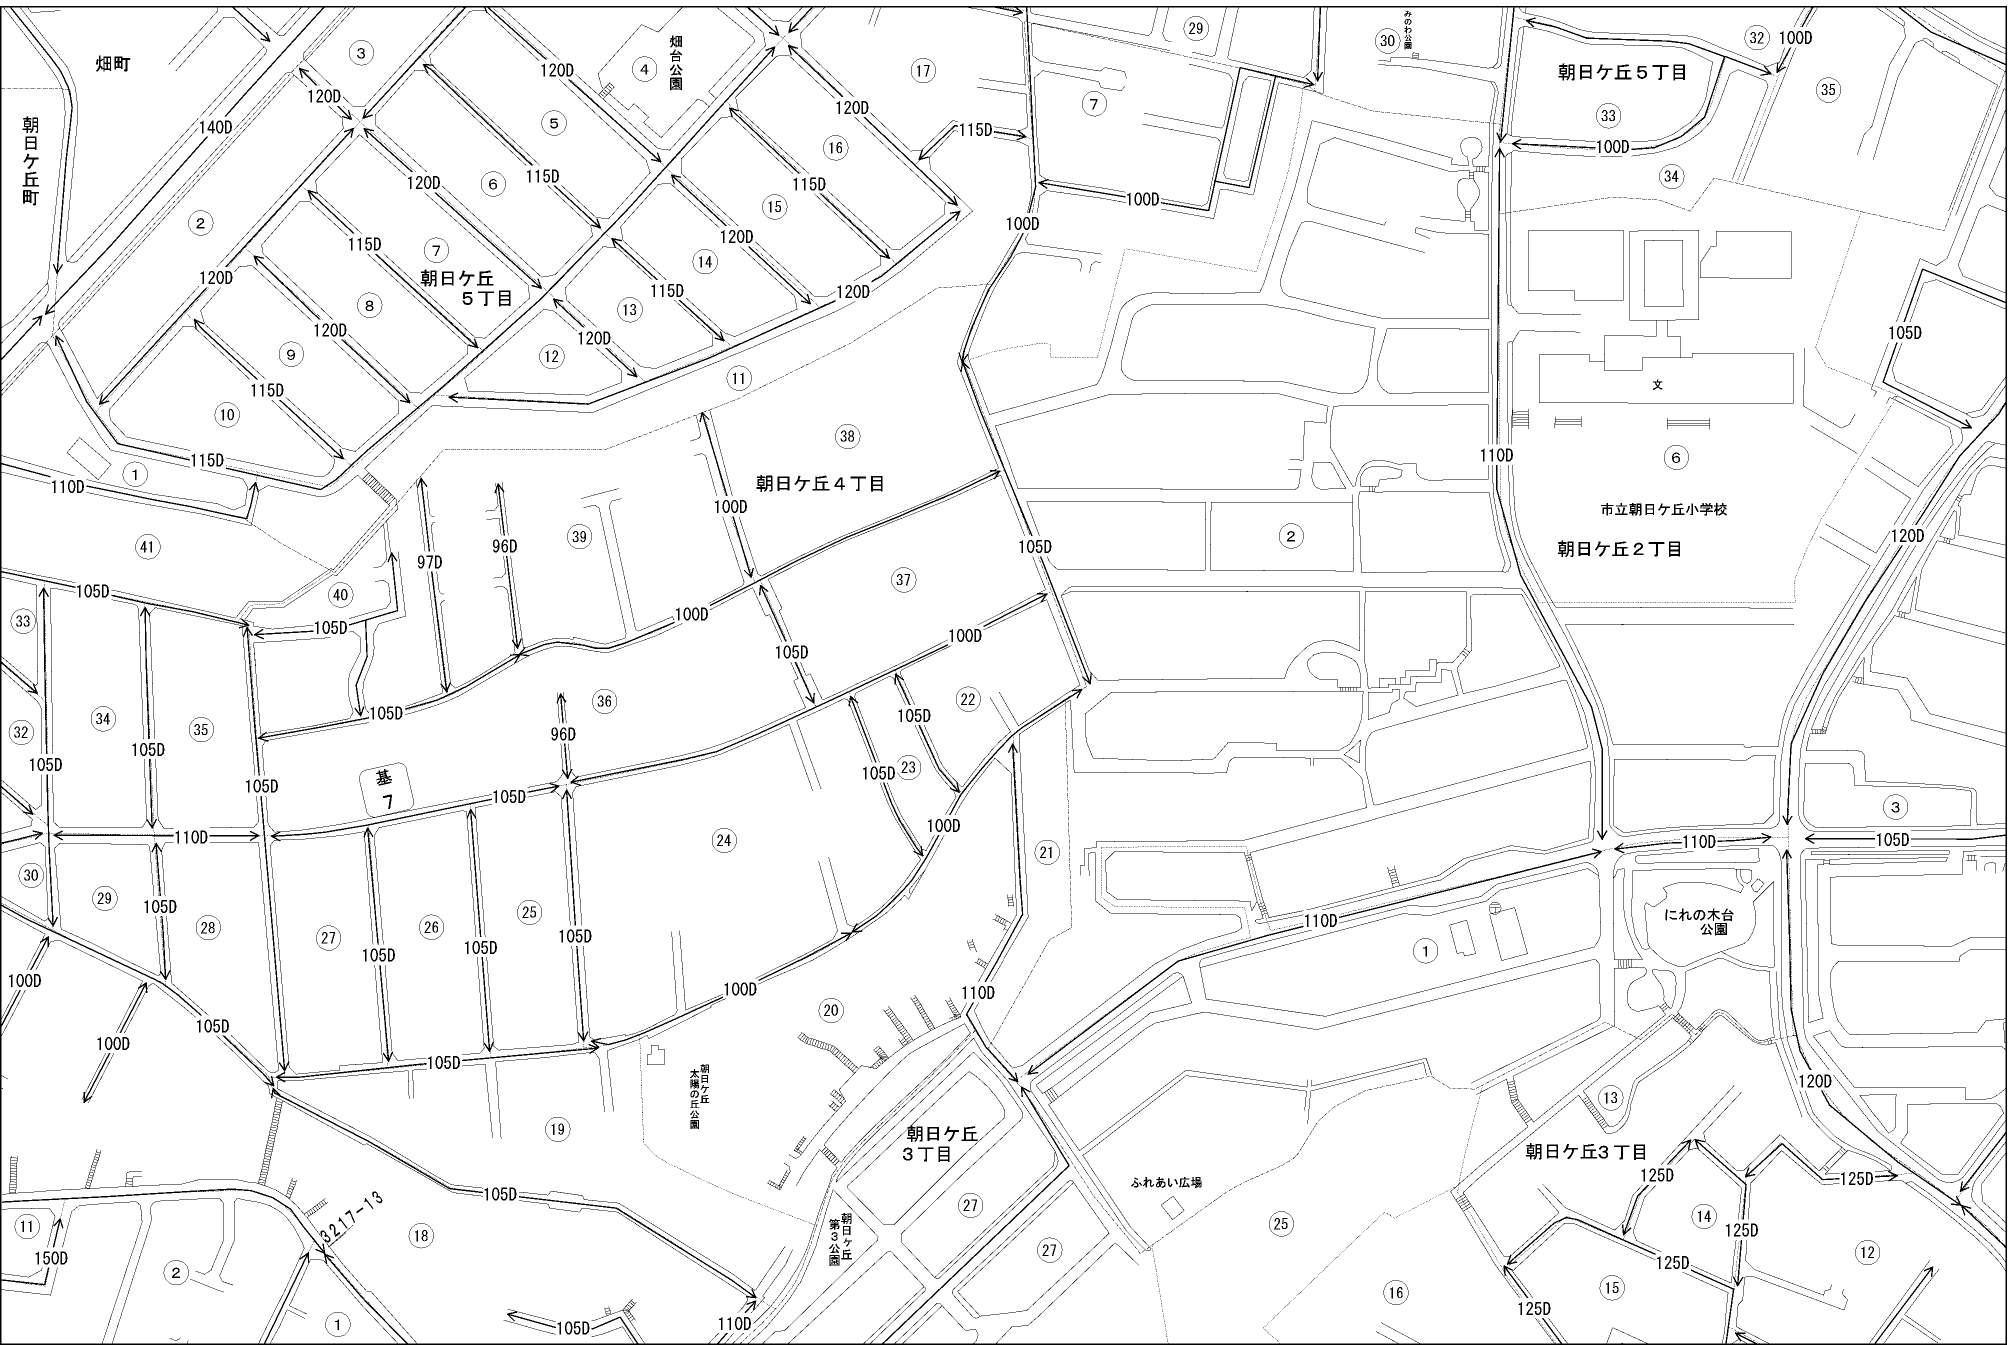 畑町
朝日ケ丘町
畑台公園
みのわ公園
朝日ケ丘５丁目
朝日ケ丘
５丁目
朝日ケ丘４丁目
文
市立朝日ケ丘小学校
朝日ケ丘２丁目
基
7
にれの木台
公園
朝日ケ丘
太陽の丘公園
朝日ケ丘
３丁目
朝日ケ丘
第３公園
ふれあい広場
朝日ケ丘３丁目
3217-13
3
4
17
29
30
32
35
7
5
16
33
6
15
34
2
7
14
8
13
9
12
11
10
1
38
6
41
39
2
40
37
33
36
22
32
34
35
23
3
24
21
30
29
28
27
26
25
1
20
13
19
27
11
18
2
1
27
25
14
12
16
15
120D
100D
120D
140D
120D
115D
100D
115D
120D
115D
100D
120D
100D
115D
120D
120D
115D
120D
120D
120D
105D
115D
115D
110D
110D
100D
120D
97D
96D
105D
105D
105D
100D
100D
105D
105D
105D
96D
105D
105D
105D
105D
105D
100D
110D
110D
105D
105D
110D
105D
105D
105D
100D
100D
110D
105D
100D
105D
120D
105D
125D
125D
125D
150D
125D
125D
110D
105D